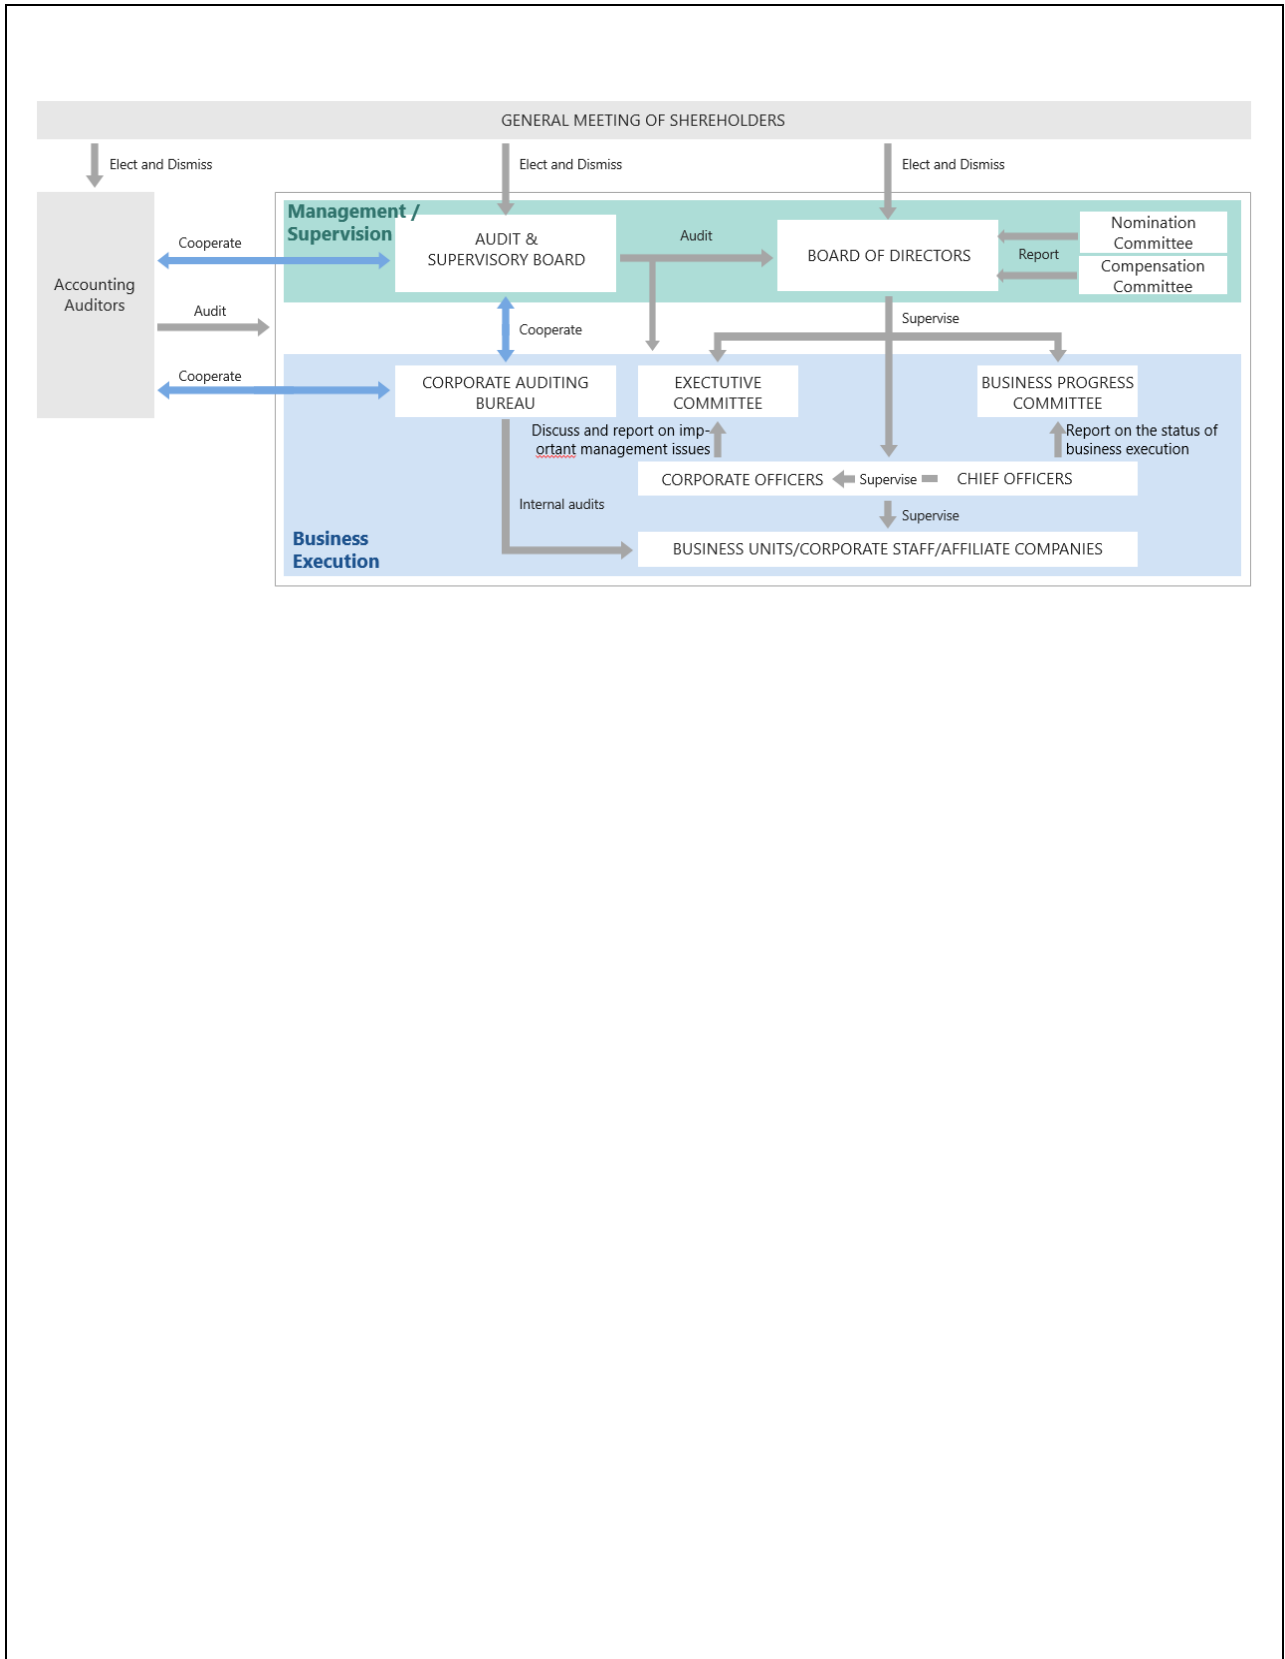 GENERAL MEETING OF SHEREHOLDERS
Elect and Dismiss
Elect and Dismiss
Elect and Dismiss
Management /
Supervision
AUDIT &
SUPERVISORY BOARD
Audit
BOARD OF DIRECTORS
Nomination
Committee
Report
Compensation
Committee
Cooperate
Accounting
Auditors
Audit
Cooperate
Supervise
Cooperate
CORPORATE AUDITING
BUREAU
EXECTUTIVE
COMMITTEE
BUSINESS PROGRESS
COMMITTEE
Discuss and report on imp-
ortant management issues
Report on the status of
business execution
CORPORATE OFFICERS
Supervise
CHIEF OFFICERS
Internal audits
Supervise
Business
Execution
BUSINESS UNITS/CORPORATE STAFF/AFFILIATE COMPANIES